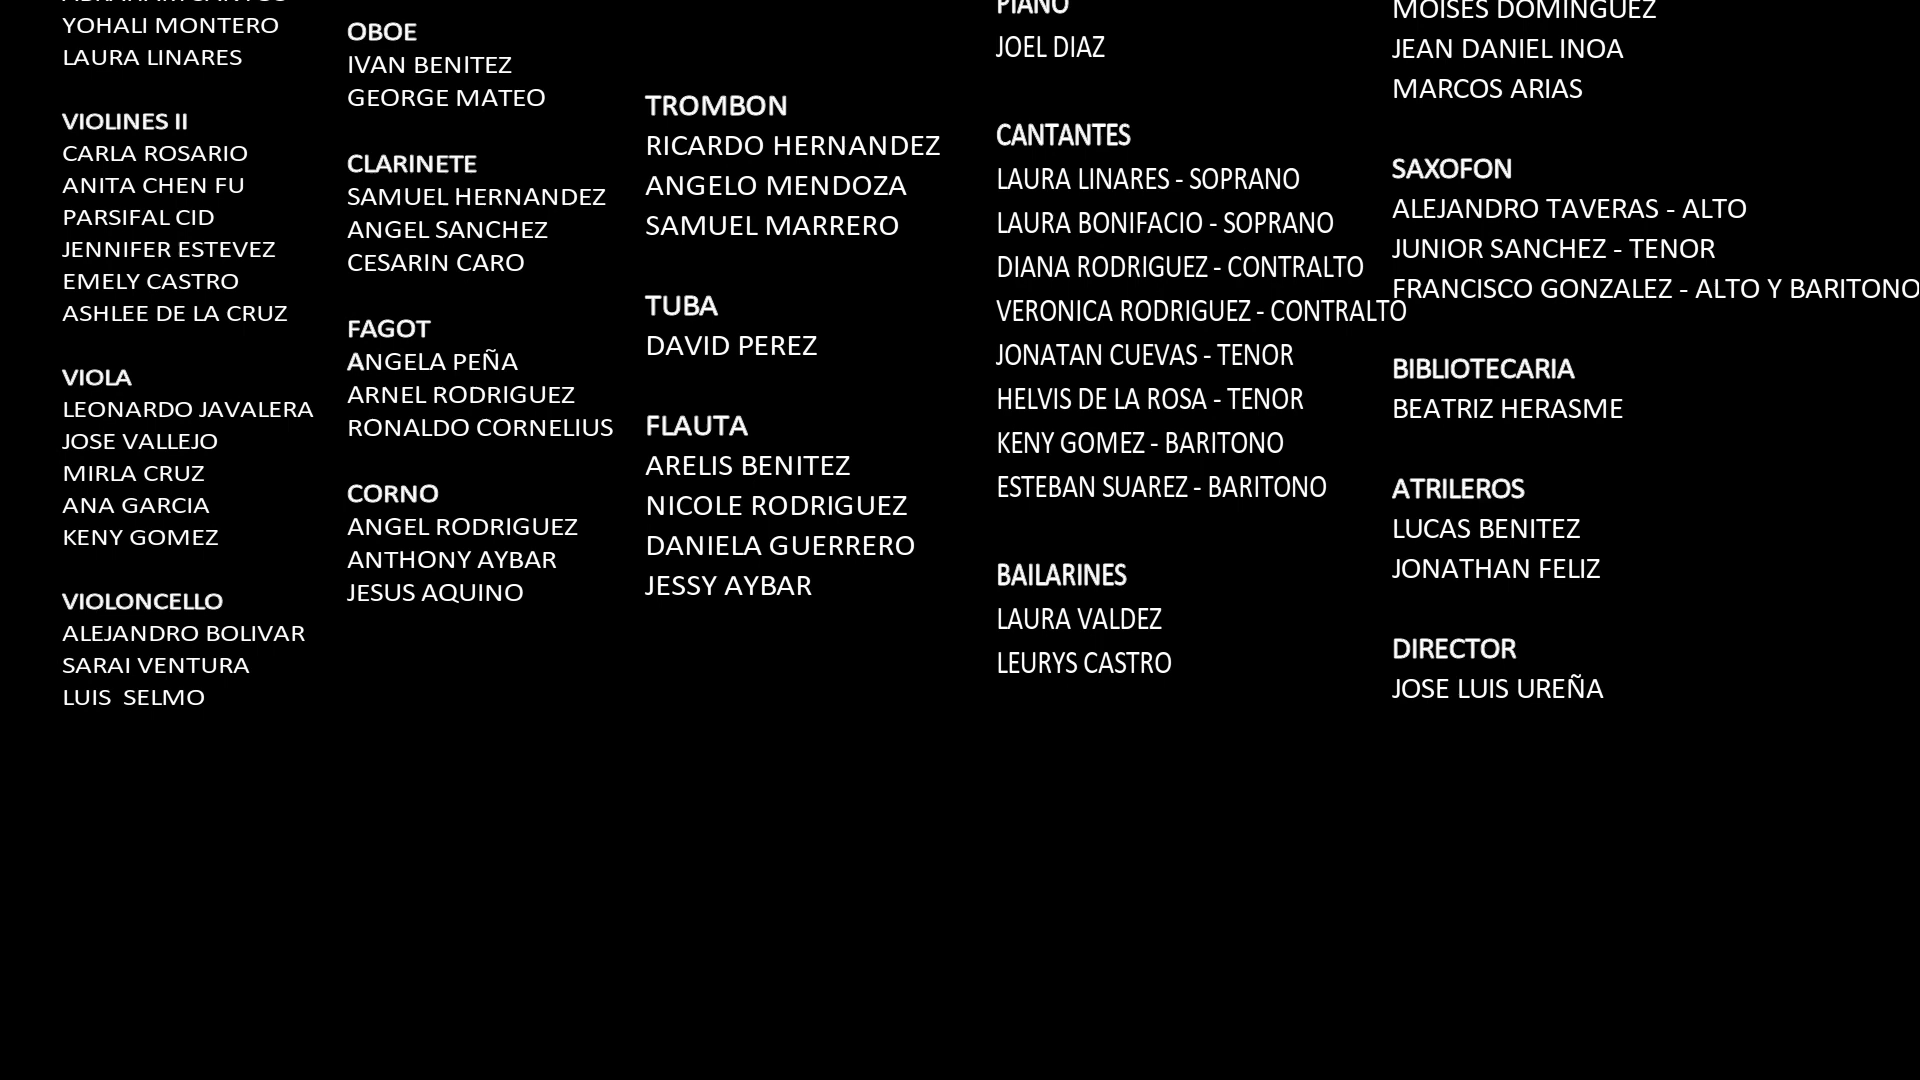 YOHALI MONTERO
LAURA LINARES
VIOLINES II
CARLA ROSARIO
ANITA CHEN FU
PARSIFAL CID
JENNIFER ESTEVEZ
EMELY CASTRO
ASHLEE DE LA CRUZ
VIOLA
LEONARDO JAVALERA
JOSE VALLEJO
MIRLA CRUZ
ANA GARCIA
KENY GOMEZ
VIOLONCELLO
ALEJANDRO BOLIVAR
SARAI VENTURA
LUIS  SELMO
OBOE
IVAN BENITEZ
GEORGE MATEO
CLARINETE
SAMUEL HERNANDEZ
ANGEL SANCHEZ
CESARIN CARO
FAGOT
ANGELA PEÑA
ARNEL RODRIGUEZ
RONALDO CORNELIUS
CORNO
ANGEL RODRIGUEZ
ANTHONY AYBAR
JESUS AQUINO
TROMBON
RICARDO HERNANDEZ
ANGELO MENDOZA
SAMUEL MARRERO
TUBA
DAVID PEREZ
FLAUTA
ARELIS BENITEZ
NICOLE RODRIGUEZ
DANIELA GUERRERO
JESSY AYBAR
PIANO
JOEL DIAZ
CANTANTES
LAURA LINARES - SOPRANO
LAURA BONIFACIO - SOPRANO
DIANA RODRIGUEZ - CONTRALTO
VERONICA RODRIGUEZ - CONTRALTO
JONATAN CUEVAS - TENOR
HELVIS DE LA ROSA - TENOR
KENY GOMEZ - BARITONO
ESTEBAN SUAREZ - BARITONO
BAILARINES
LAURA VALDEZ
LEURYS CASTRO
MOISES DOMINGUEZ
JEAN DANIEL INOA
MARCOS ARIAS
SAXOFON
ALEJANDRO TAVERAS - ALTO
JUNIOR SANCHEZ - TENOR
FRANCISCO GONZALEZ - ALTO Y BARITONO
BIBLIOTECARIA
BEATRIZ HERASME
ATRILEROS
LUCAS BENITEZ
JONATHAN FELIZ
DIRECTOR
JOSE LUIS UREÑA